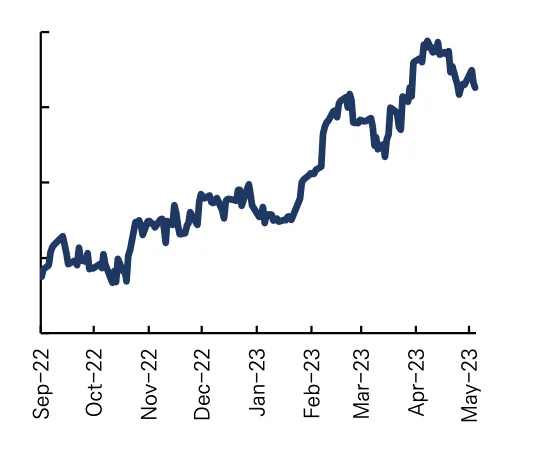 Sep–22
Oct–22
Nov–22
Dec–22
Jan–23
Feb–23
Mar–23
Apr–23
May–23